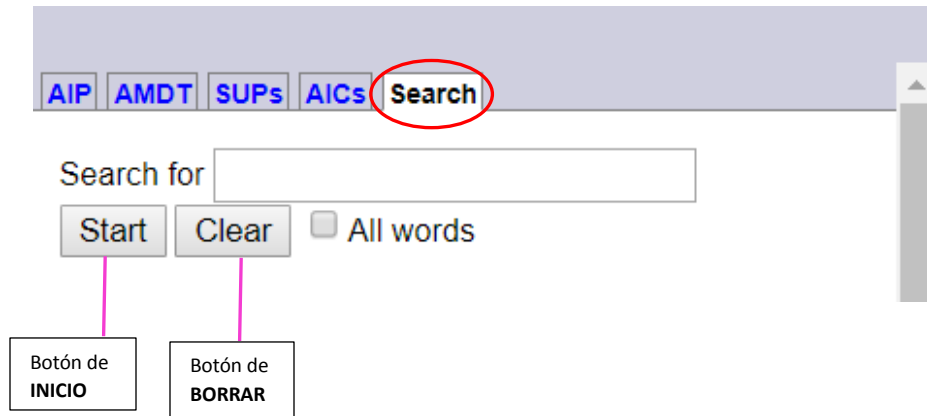 AIP AMDT SUPs AICs Search
Search for
Start Clear All words
Botón de
INICIO
Botón de
BORRAR